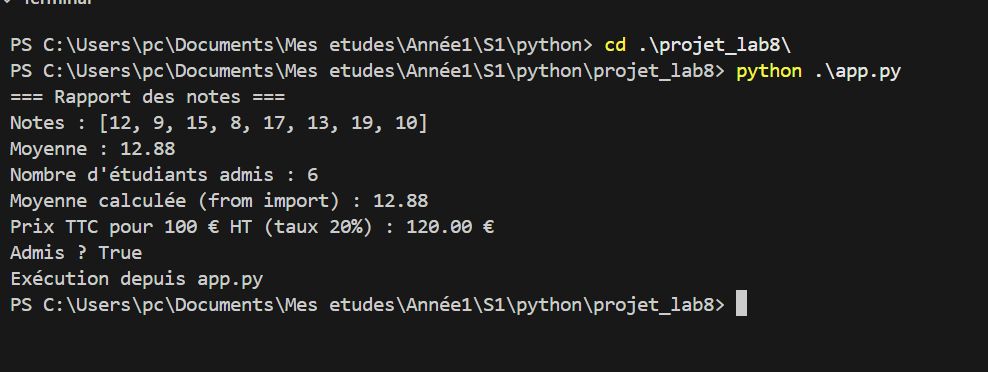 Terminal
PS C:\Users\pc\Documents\Mes etudes\Année1\S1\python> cd .\projet_lab8\
PS C:\Users\pc\Documents\Mes etudes\Année1\S1\python\projet_lab8> python .\app.py
=== Rapport des notes ===
Notes : [12, 9, 15, 8, 17, 13, 19, 10]
Moyenne : 12.88
Nombre d'étudiants admis : 6
Moyenne calculée (from import) : 12.88
Prix TTC pour 100 € HT (taux 20%) : 120.00 €
Admis ? True
Exécution depuis app.py
PS C:\Users\pc\Documents\Mes etudes\Année1\S1\python\projet_lab8>